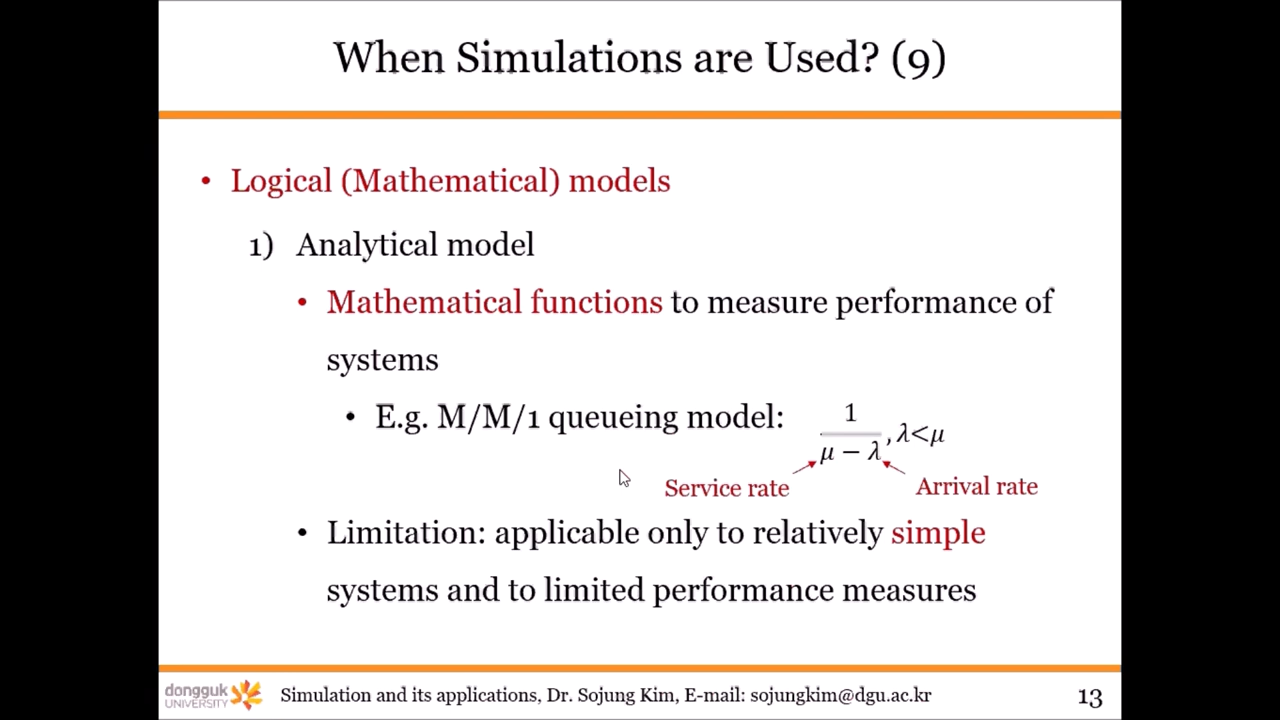 When Simulations are Used? (9)
• Logical (Mathematical) models
1) Analytical model
• Mathematical functions to measure performance of
systems
• E.g. M/M/1 queueing model: 1/(μ − λ), λ<μ
Service rate Arrival rate
• Limitation: applicable only to relatively simple
systems and to limited performance measures
dongguk
UNIVERSITY
Simulation and its applications, Dr. Sojung Kim, E-mail: sojungkim@dgu.ac.kr 13